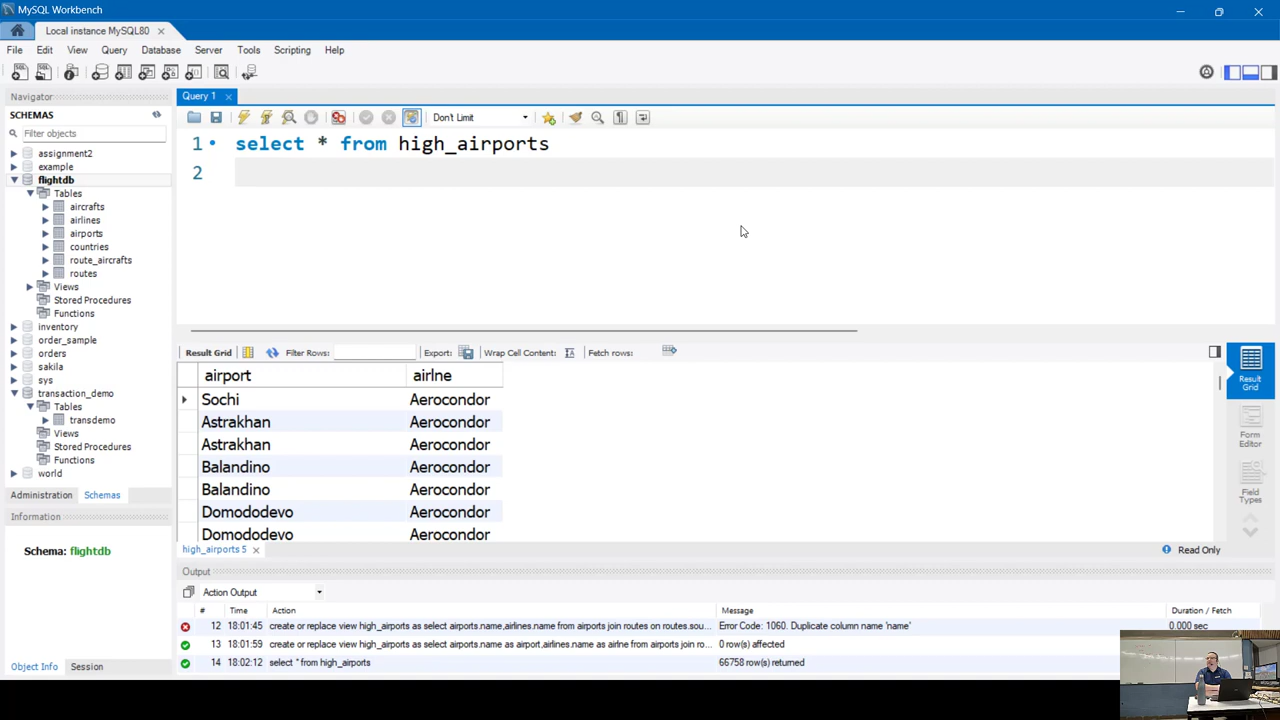 MySQL Workbench
Local instance MySQL80
File Edit View Query Database Server Tools Scripting Help
Navigator
SCHEMAS
Filter objects
assignment2
example
flightdb
Tables
aircrafts
airlines
airports
countries
route_aircrafts
routes
Views
Stored Procedures
Functions
inventory
order_sample
orders
sakila
sys
transaction_demo
Tables
transdemo
Views
Stored Procedures
Functions
world
Administration Schemas
Information
Schema: flightdb
Object Info Session
Query 1
Don't Limit
1 select * from high_airports
2
Result Grid Filter Rows: Export: Wrap Cell Content: Fetch rows:
airport airlne
Sochi Aerocondor
Astrakhan Aerocondor
Astrakhan Aerocondor
Balandino Aerocondor
Balandino Aerocondor
Domododevo Aerocondor
Domododevo Aerocondor
Result Grid
Form Editor
Field Types
high_airports 5
Read Only
Output
Action Output
# Time Action Message Duration / Fetch
12 18:01:45 create or replace view high_airports as select airports.name,airlines.name from airports join routes on routes.sou... Error Code: 1060. Duplicate column name 'name' 0.000 sec
13 18:01:59 create or replace view high_airports as select airports.name as airport,airlines.name as airlne from airports join ro... 0 row(s) affected
14 18:02:12 select * from high_airports 66758 row(s) returned